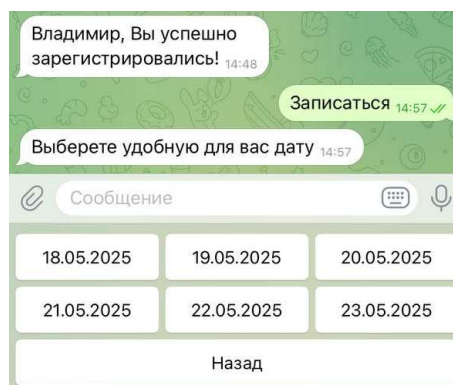 Владимир, Вы успешно
зарегистрировались! 14:48
Записаться 14:57
Выберете удобную для вас дату 14:57
Сообщение
18.05.2025 19.05.2025 20.05.2025
21.05.2025 22.05.2025 23.05.2025
Назад